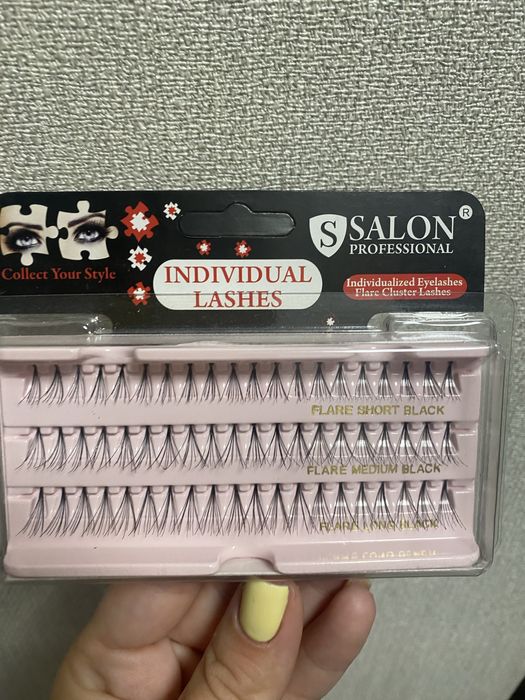 Collect Your Style
INDIVIDUAL
LASHES
S SALON ®
PROFESSIONAL
Individualized Eyelashes
Flare Cluster Lashes
FLARE SHORT BLACK
FLARE MEDIUM BLACK
FLARE LONG BLACK